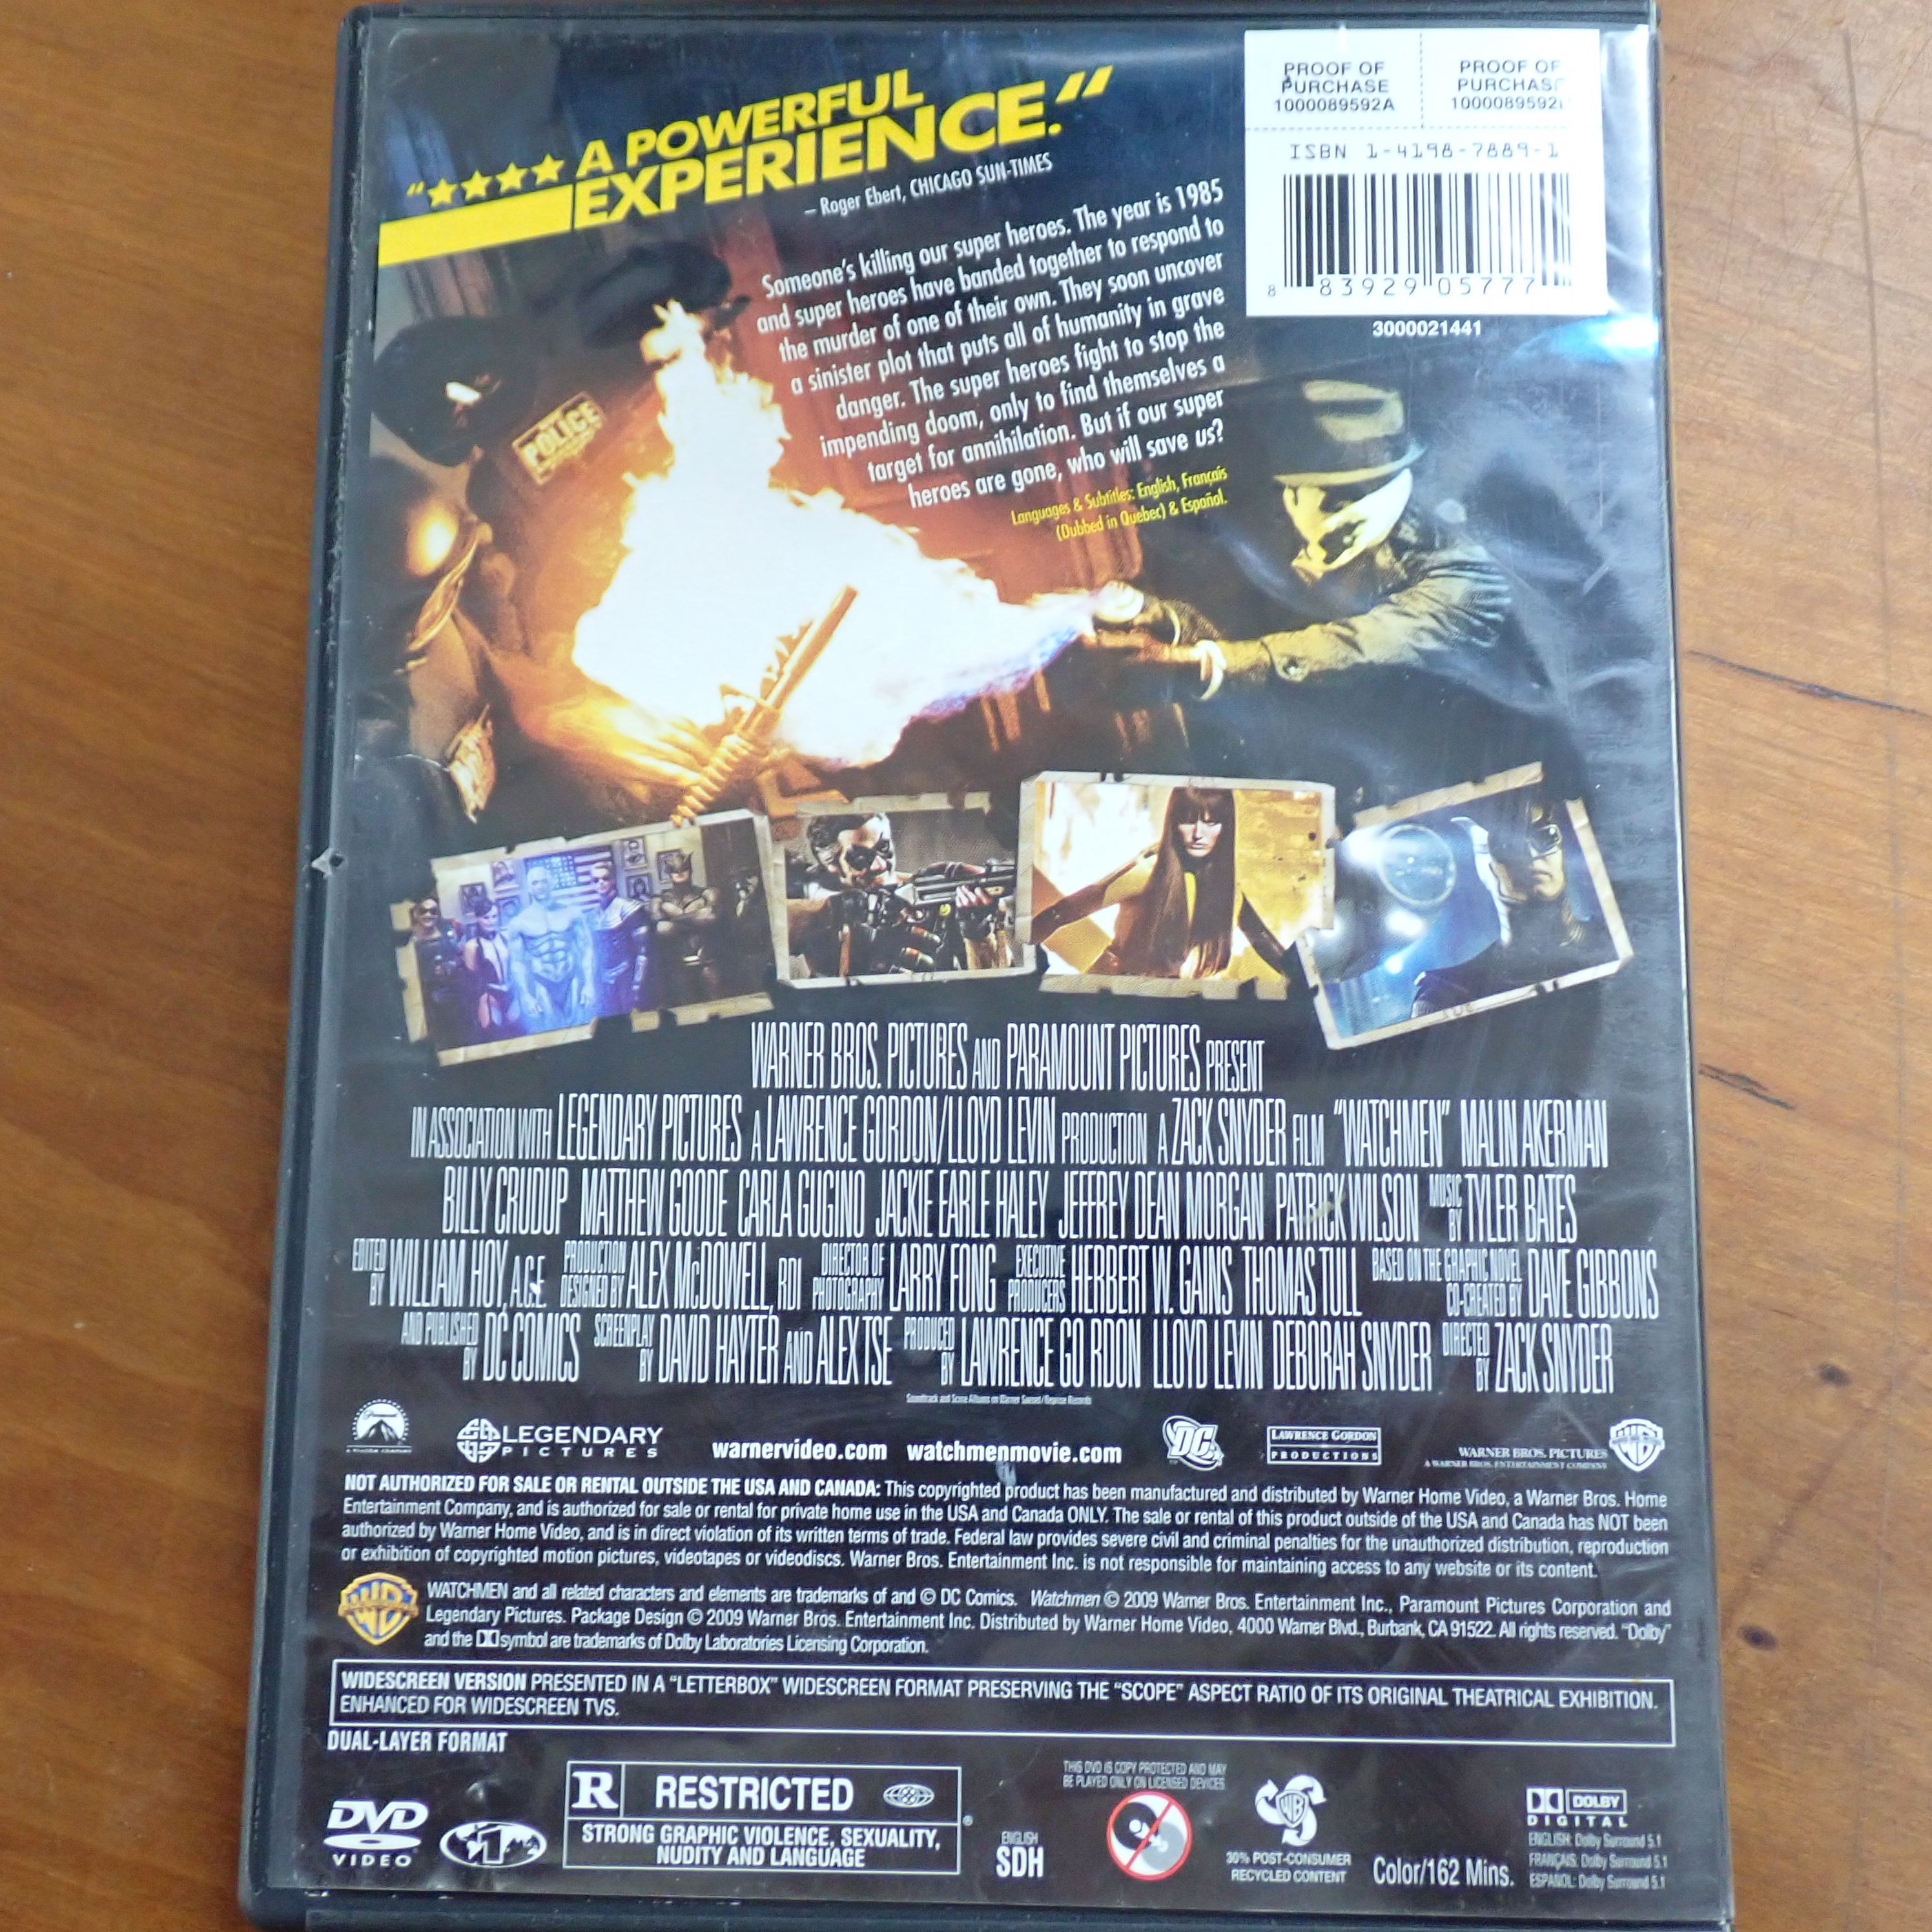 “★★★★ A POWERFUL
EXPERIENCE.”
– Roger Ebert, CHICAGO SUN-TIMES
PROOF OF PURCHASE 1000089592A
PROOF OF
ISBN 1-4198-7889-1
8 83929 05777
3000021441
Someone's killing our super heroes. The year is 1985
and super heroes have banded together to respond to
the murder of one of their own. They soon uncover
a sinister plot that puts all of humanity in grave
danger. The super heroes fight to stop the
impending doom, only to find themselves a
target for annihilation. But if our super
heroes are gone, who will save us?
Languages & Subtitles: English, Français
(Dubbed in Quebec) & Español.
POLICE
WARNER BROS. PICTURES AND PARAMOUNT PICTURES PRESENT
IN ASSOCIATION WITH LEGENDARY PICTURES A LAWRENCE GORDON/LLOYD LEVIN PRODUCTION A ZACK SNYDER FILM “WATCHMEN” MALIN AKERMAN
BILLY CRUDUP MATTHEW GOODE CARLA GUGINO JACKIE EARLE HALEY JEFFREY DEAN MORGAN PATRICK WILSON MUSIC BY TYLER BATES
EDITED BY WILLIAM HOY, A.C.E. PRODUCTION DESIGNED BY ALEX McDOWELL, RDI DIRECTOR OF PHOTOGRAPHY LARRY FONG EXECUTIVE PRODUCERS HERBERT W. GAINS THOMAS TULL BASED ON THE GRAPHIC NOVEL CO-CREATED BY DAVE GIBBONS
AND PUBLISHED BY DC COMICS SCREENPLAY BY DAVID HAYTER AND ALEX TSE PRODUCED BY LAWRENCE GO RDON LLOYD LEVIN DEBORAH SNYDER DIRECTED BY ZACK SNYDER
Soundtrack and Score Albums on Warner Sunset/Reprise Records
Paramount
LEGENDARY PICTURES
warnervideo.com watchmenmovie.com
DC
LAWRENCE GORDON PRODUCTIONS
WARNER BROS. PICTURES
A WARNER BROS. ENTERTAINMENT COMPANY
WB
NOT AUTHORIZED FOR SALE OR RENTAL OUTSIDE THE USA AND CANADA: This copyrighted product has been manufactured and distributed by Warner Home Video, a Warner Bros. Home
Entertainment Company, and is authorized for sale or rental for private home use in the USA and Canada ONLY. The sale or rental of this product outside of the USA and Canada has NOT been
authorized by Warner Home Video, and is in direct violation of its written terms of trade. Federal law provides severe civil and criminal penalties for the unauthorized distribution, reproduction
or exhibition of copyrighted motion pictures, videotapes or videodiscs. Warner Bros. Entertainment Inc. is not responsible for maintaining access to any website or its content.
WB
WATCHMEN and all related characters and elements are trademarks of and © DC Comics. Watchmen © 2009 Warner Bros. Entertainment Inc., Paramount Pictures Corporation and
Legendary Pictures. Package Design © 2009 Warner Bros. Entertainment Inc. Distributed by Warner Home Video, 4000 Warner Blvd., Burbank, CA 91522. All rights reserved. “Dolby”
and the symbol are trademarks of Dolby Laboratories Licensing Corporation.
WIDESCREEN VERSION PRESENTED IN A “LETTERBOX” WIDESCREEN FORMAT PRESERVING THE “SCOPE” ASPECT RATIO OF ITS ORIGINAL THEATRICAL EXHIBITION.
ENHANCED FOR WIDESCREEN TVS.
DUAL-LAYER FORMAT
DVD VIDEO
1
R RESTRICTED ®
STRONG GRAPHIC VIOLENCE, SEXUALITY,
NUDITY AND LANGUAGE
ENGLISH SDH
THIS DVD IS COPY PROTECTED AND MAY
BE PLAYED ONLY ON LICENSED DEVICES
WB
30% POST-CONSUMER
RECYCLED CONTENT
Color/162 Mins.
DOLBY
DIGITAL
ENGLISH: Dolby Surround 5.1
FRANÇAIS: Dolby Surround 5.1
ESPAÑOL: Dolby Surround 5.1